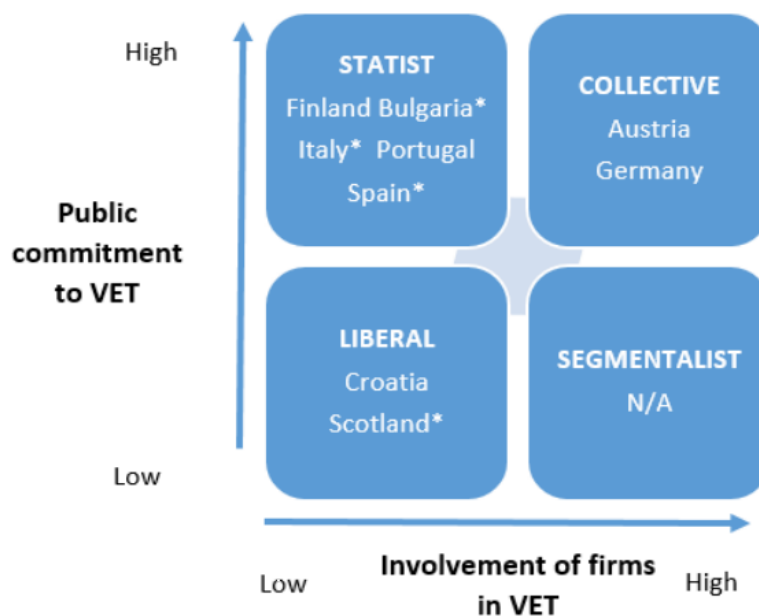 High
STATIST
Finland Bulgaria*
Italy* Portugal
Spain*
COLLECTIVE
Austria
Germany
Public
commitment
to VET
LIBERAL
Croatia
Scotland*
SEGMENTALIST
N/A
Low
Low
Involvement of firms
in VET
High